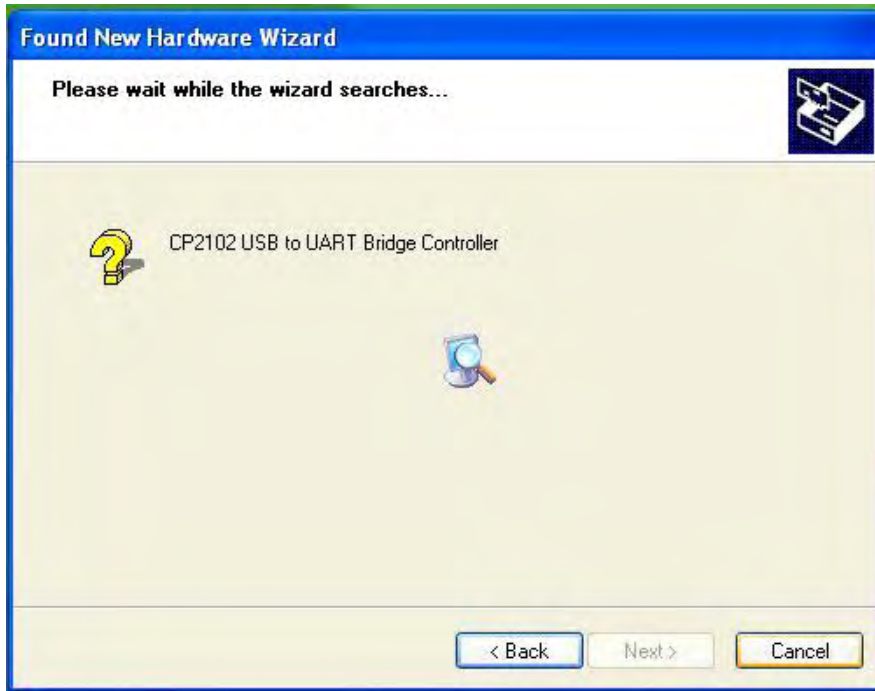 Found New Hardware Wizard
Please wait while the wizard searches...
CP2102 USB to UART Bridge Controller
< Back
Next >
Cancel